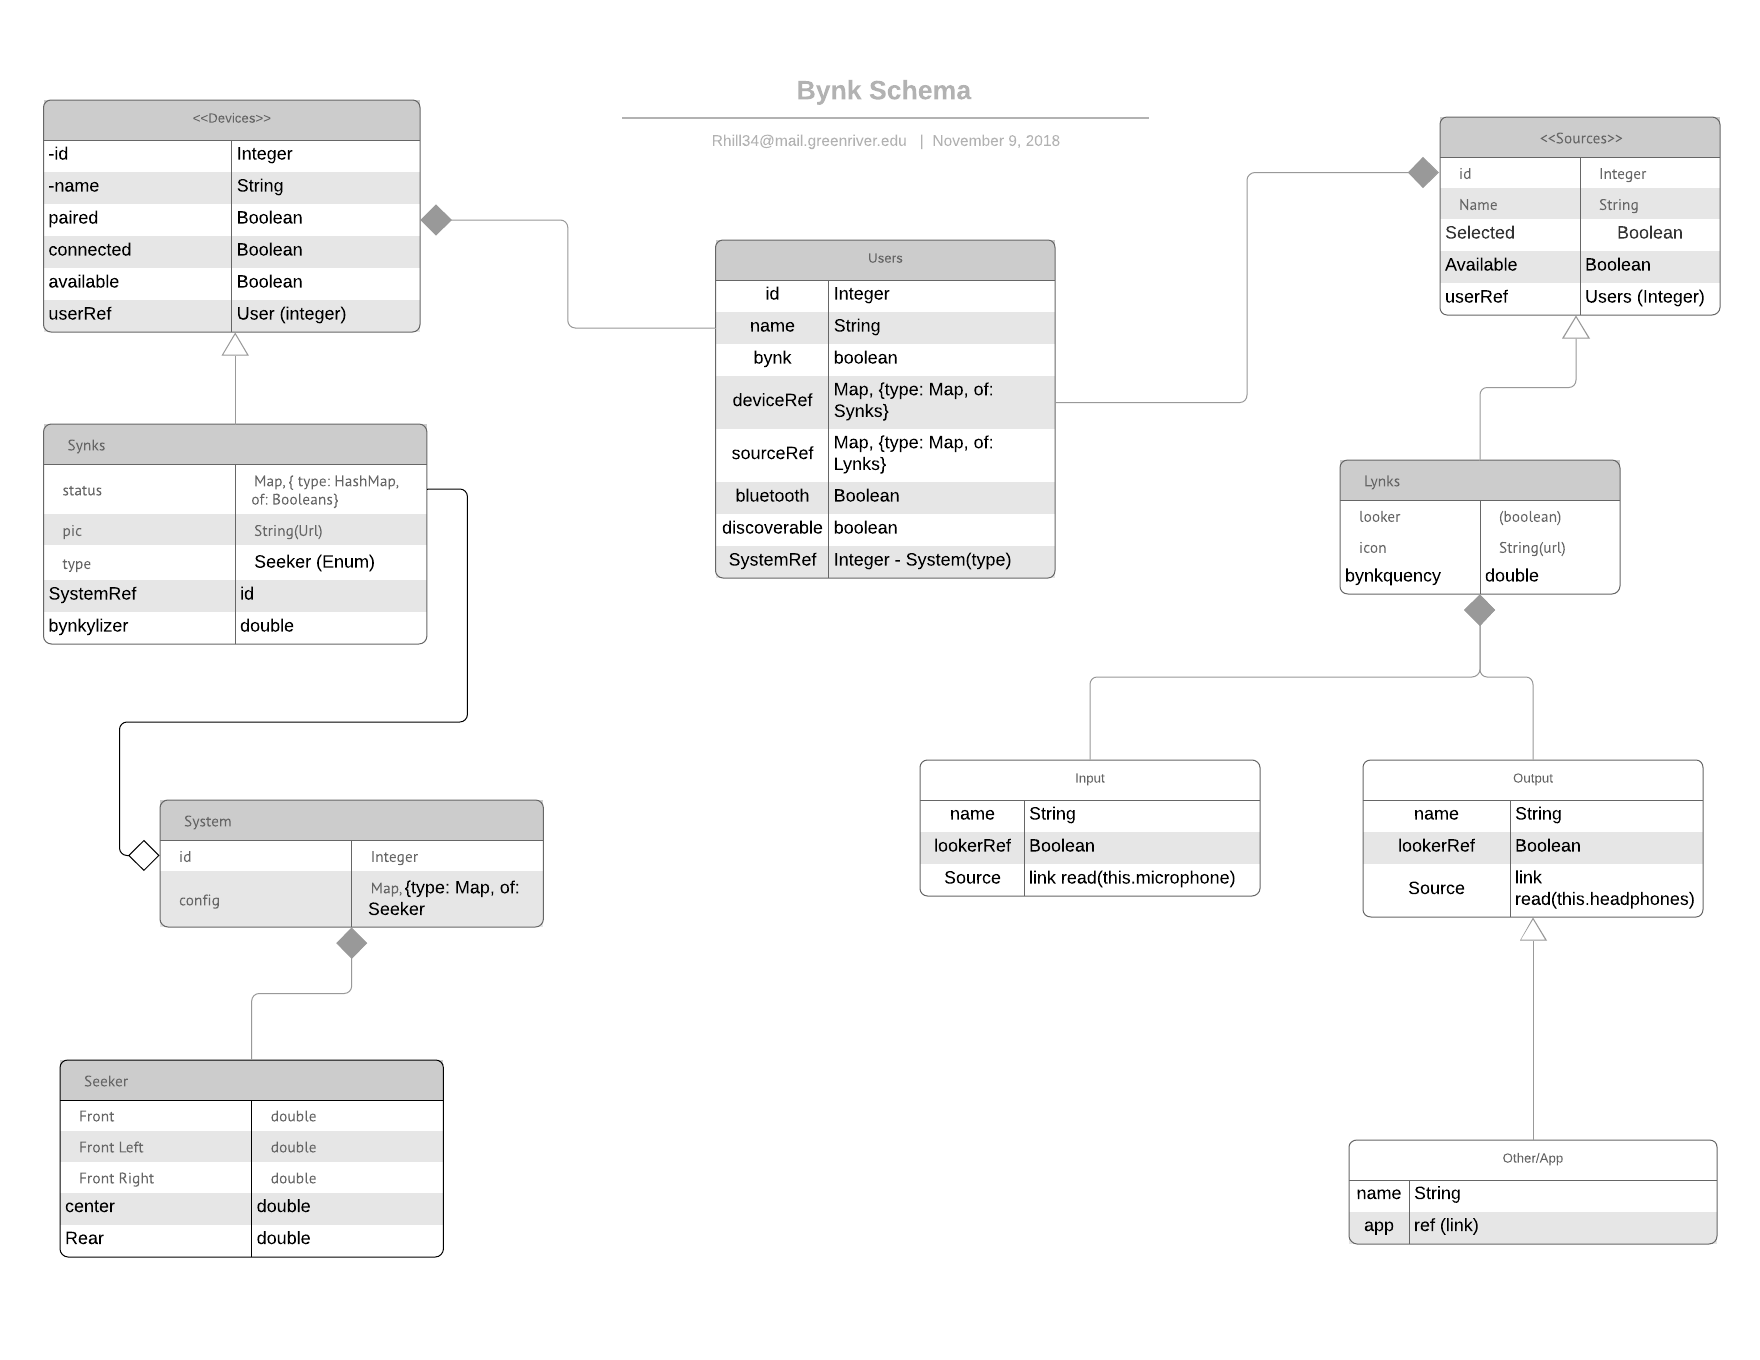 Bynk Schema
Rhill34@mail.greenriver.edu | November 9, 2018
<<Devices>>
-id Integer
-name String
paired Boolean
connected Boolean
available Boolean
userRef User (integer)
<<Sources>>
id Integer
Name String
Selected Boolean
Available Boolean
userRef Users (Integer)
Users
id Integer
name String
bynk boolean
deviceRef Map, {type: Map, of:
Synks}
sourceRef Map, {type: Map, of:
Lynks}
bluetooth Boolean
discoverable boolean
SystemRef Integer - System(type)
Synks
status Map, { type: HashMap,
of: Booleans}
pic String(Url)
type Seeker (Enum)
SystemRef id
bynkylizer double
Lynks
looker (boolean)
icon String(url)
bynkquency double
System
id Integer
config Map, {type: Map, of:
Seeker
Input
name String
lookerRef Boolean
Source link read(this.microphone)
Output
name String
lookerRef Boolean
Source link
read(this.headphones)
Seeker
Front double
Front Left double
Front Right double
center double
Rear double
Other/App
name String
app ref (link)